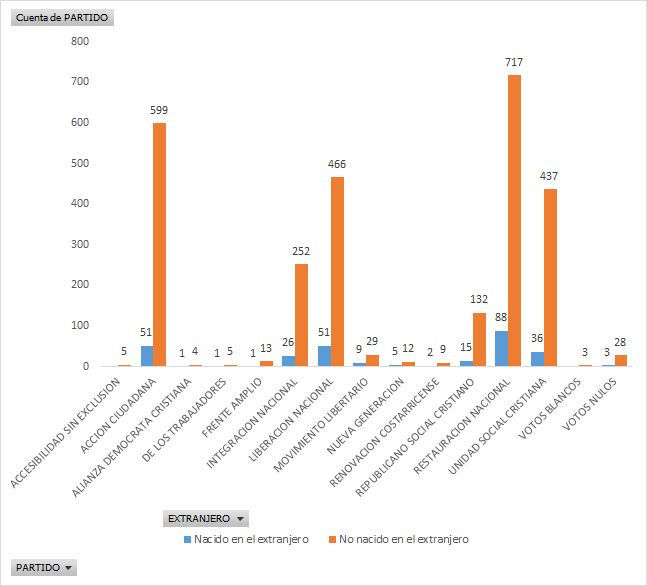 Cuenta de PARTIDO
800
700
600
500
400
300
200
100
0
5
51
599
1
4
1
5
1
13
26
252
51
466
9
29
5
12
2
9
15
132
88
717
36
437
3
3
28
ACCESIBILIDAD SIN EXCLUSION
ACCION CIUDADANA
ALIANZA DEMOCRATA CRISTIANA
DE LOS TRABAJADORES
FRENTE AMPLIO
INTEGRACION NACIONAL
LIBERACION NACIONAL
MOVIMIENTO LIBERTARIO
NUEVA GENERACION
RENOVACION COSTARRICENSE
REPUBLICANO SOCIAL CRISTIANO
RESTAURACION NACIONAL
UNIDAD SOCIAL CRISTIANA
VOTOS BLANCOS
VOTOS NULOS
EXTRANJERO
Nacido en el extranjero No nacido en el extranjero
PARTIDO